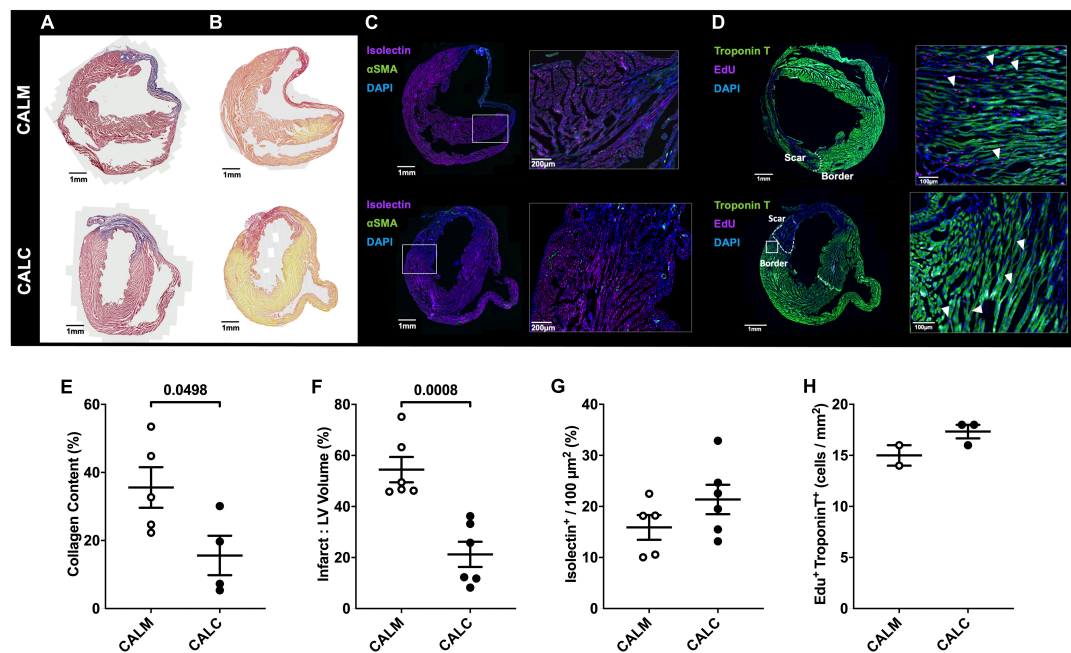 A
B
C
D
CALM
1mm
1mm
Isolectin
αSMA
DAPI
1mm
200µm
Troponin T
EdU
DAPI
Scar
Border
1mm
100µm
CALC
1mm
1mm
Isolectin
αSMA
DAPI
1mm
200µm
Troponin T
EdU
DAPI
Scar
Border
1mm
100µm
E
0.0498
Collagen Content (%)
60
40
20
0
CALM
CALC
F
0.0008
Infarct : LV Volume (%)
80
60
40
20
0
CALM
CALC
G
Isolectin⁺ / 100 µm² (%)
40
30
20
10
0
CALM
CALC
H
Edu⁺ TroponinT⁺ (cells / mm²)
20
15
10
5
0
CALM
CALC